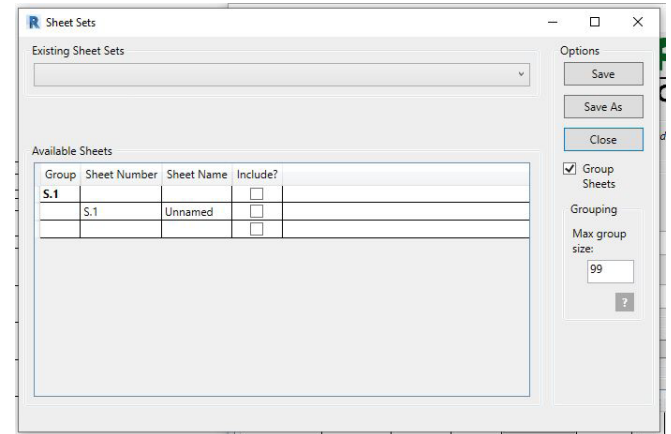 R Sheet Sets
Existing Sheet Sets
Options
Save
Save As
Close
Available Sheets
Group Sheet Number Sheet Name Include?
S.1
S.1 Unnamed
Group
Sheets
Grouping
Max group
size:
99
?